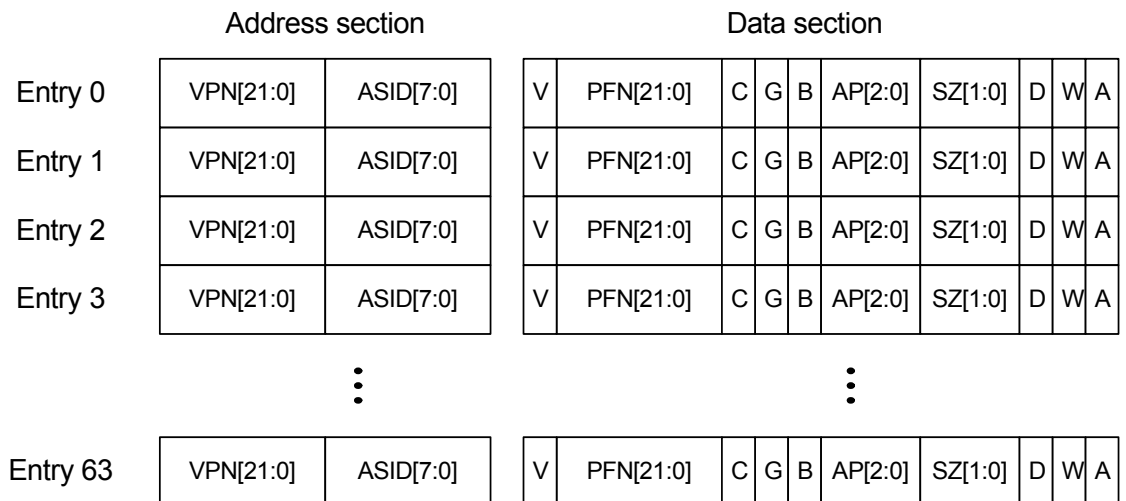 Address section Data section
Entry 0 VPN[21:0] ASID[7:0] V PFN[21:0] C G B AP[2:0] SZ[1:0] D W A
Entry 1 VPN[21:0] ASID[7:0] V PFN[21:0] C G B AP[2:0] SZ[1:0] D W A
Entry 2 VPN[21:0] ASID[7:0] V PFN[21:0] C G B AP[2:0] SZ[1:0] D W A
Entry 3 VPN[21:0] ASID[7:0] V PFN[21:0] C G B AP[2:0] SZ[1:0] D W A
Entry 63 VPN[21:0] ASID[7:0] V PFN[21:0] C G B AP[2:0] SZ[1:0] D W A